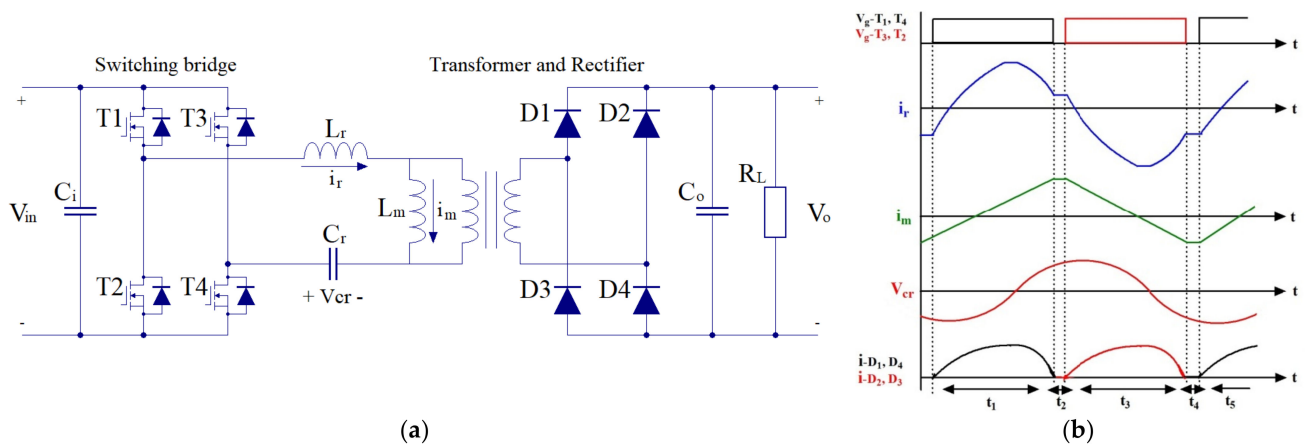 Switching bridge
Transformer and Rectifier
+
T1
T3
D1
D2
+
Lr
ir
Ci
Lm
im
Co
RL
Vin
Vo
Cr
T2
T4
D3
D4
+ Vcr -
-
-
(a)
Vg-T1, T4
Vg-T3, T2
t
ir
t
im
t
Vcr
t
i-D1, D4
i-D2, D3
t
t1
t2
t3
t4
t5
(b)